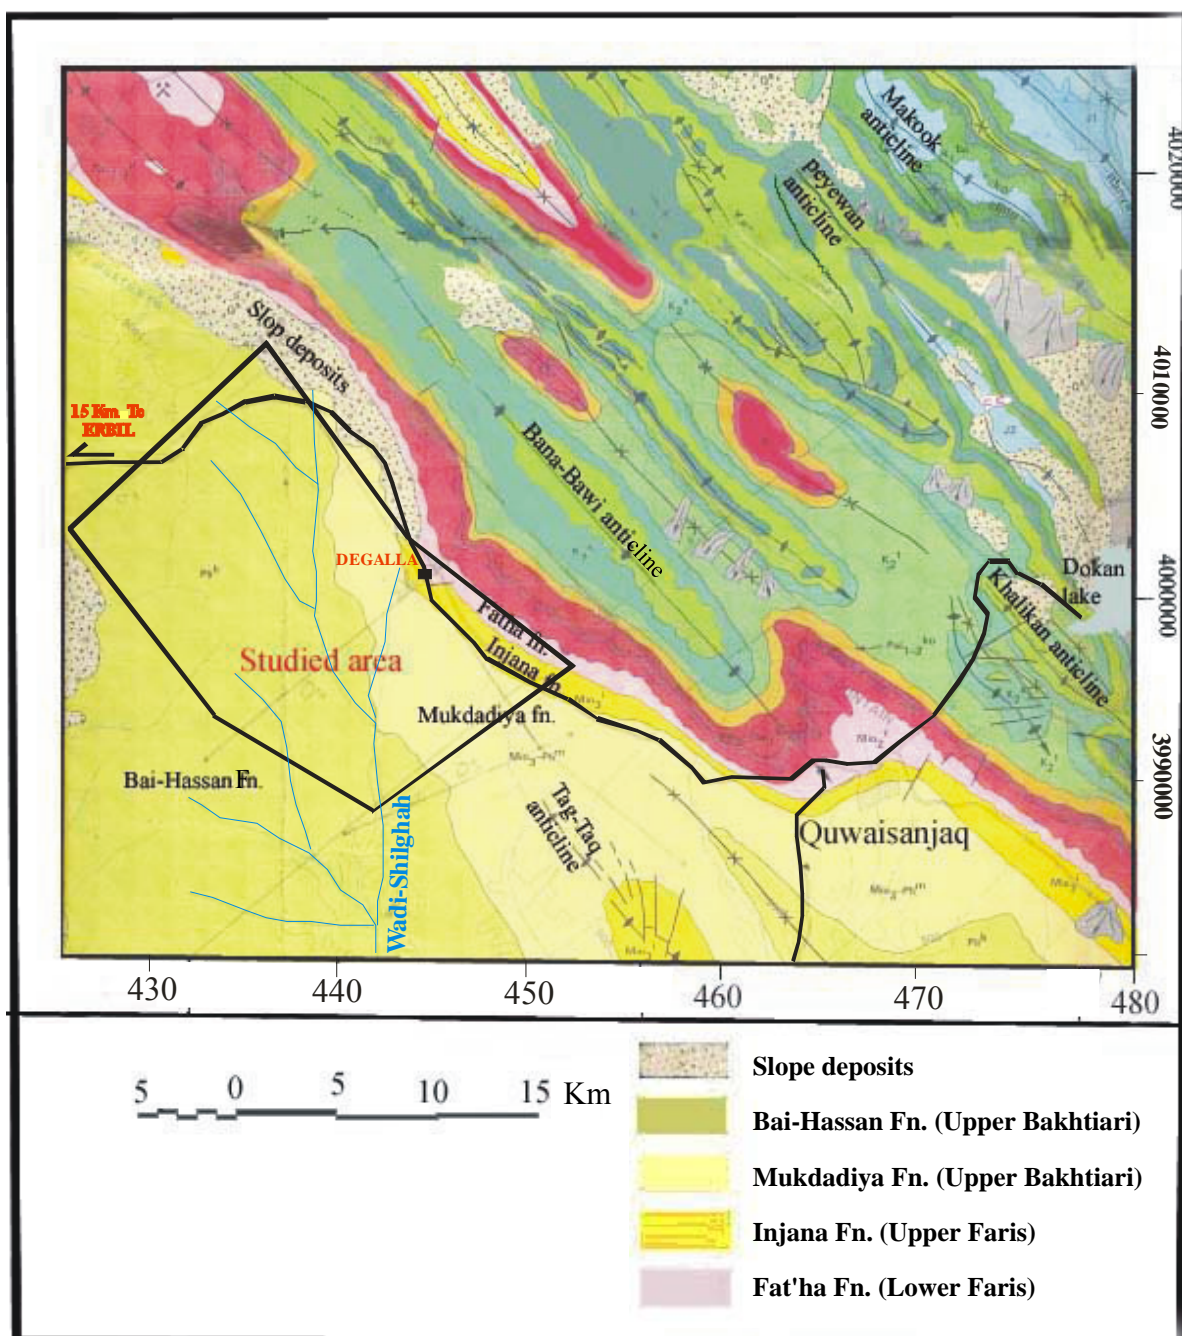 Makook
anticline
peyewan
anticline
4020000
Slop deposits
4010000
15 Km. To
ERBIL
Bana-Bawi anticline
K₂¹
K₂¹
DEGALLA
Dokan
lake
4000000
Khalikan anticline
Fatha fn.
Injana fn.
Studied area
Mukdadiya fn.
Bai-Hassan Fn.
3990000
Tag-Taq
anticline
Quwaisanjaq
Wadi-Shilghah
430
440
450
460
470
480
5 0 5 10 15 Km
Slope deposits
Bai-Hassan Fn. (Upper Bakhtiari)
Mukdadiya Fn. (Upper Bakhtiari)
Injana Fn. (Upper Faris)
Fat'ha Fn. (Lower Faris)